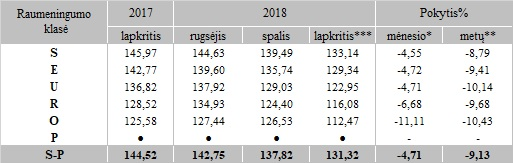 Raumeningumo klasė 2017 2018 Pokytis%
lapkritis rugsėjis spalis lapkritis*** mėnesio* metų**
S 145,97 144,63 139,49 133,14 -4,55 -8,79
E 142,77 139,60 135,74 129,34 -4,72 -9,41
U 136,82 137,92 129,03 122,95 -4,71 -10,14
R 128,52 134,93 124,40 116,08 -6,68 -9,68
O 125,58 127,44 126,53 112,47 -11,11 -10,43
P ● ● ● ● - -
S-P 144,52 142,75 137,82 131,32 -4,71 -9,13